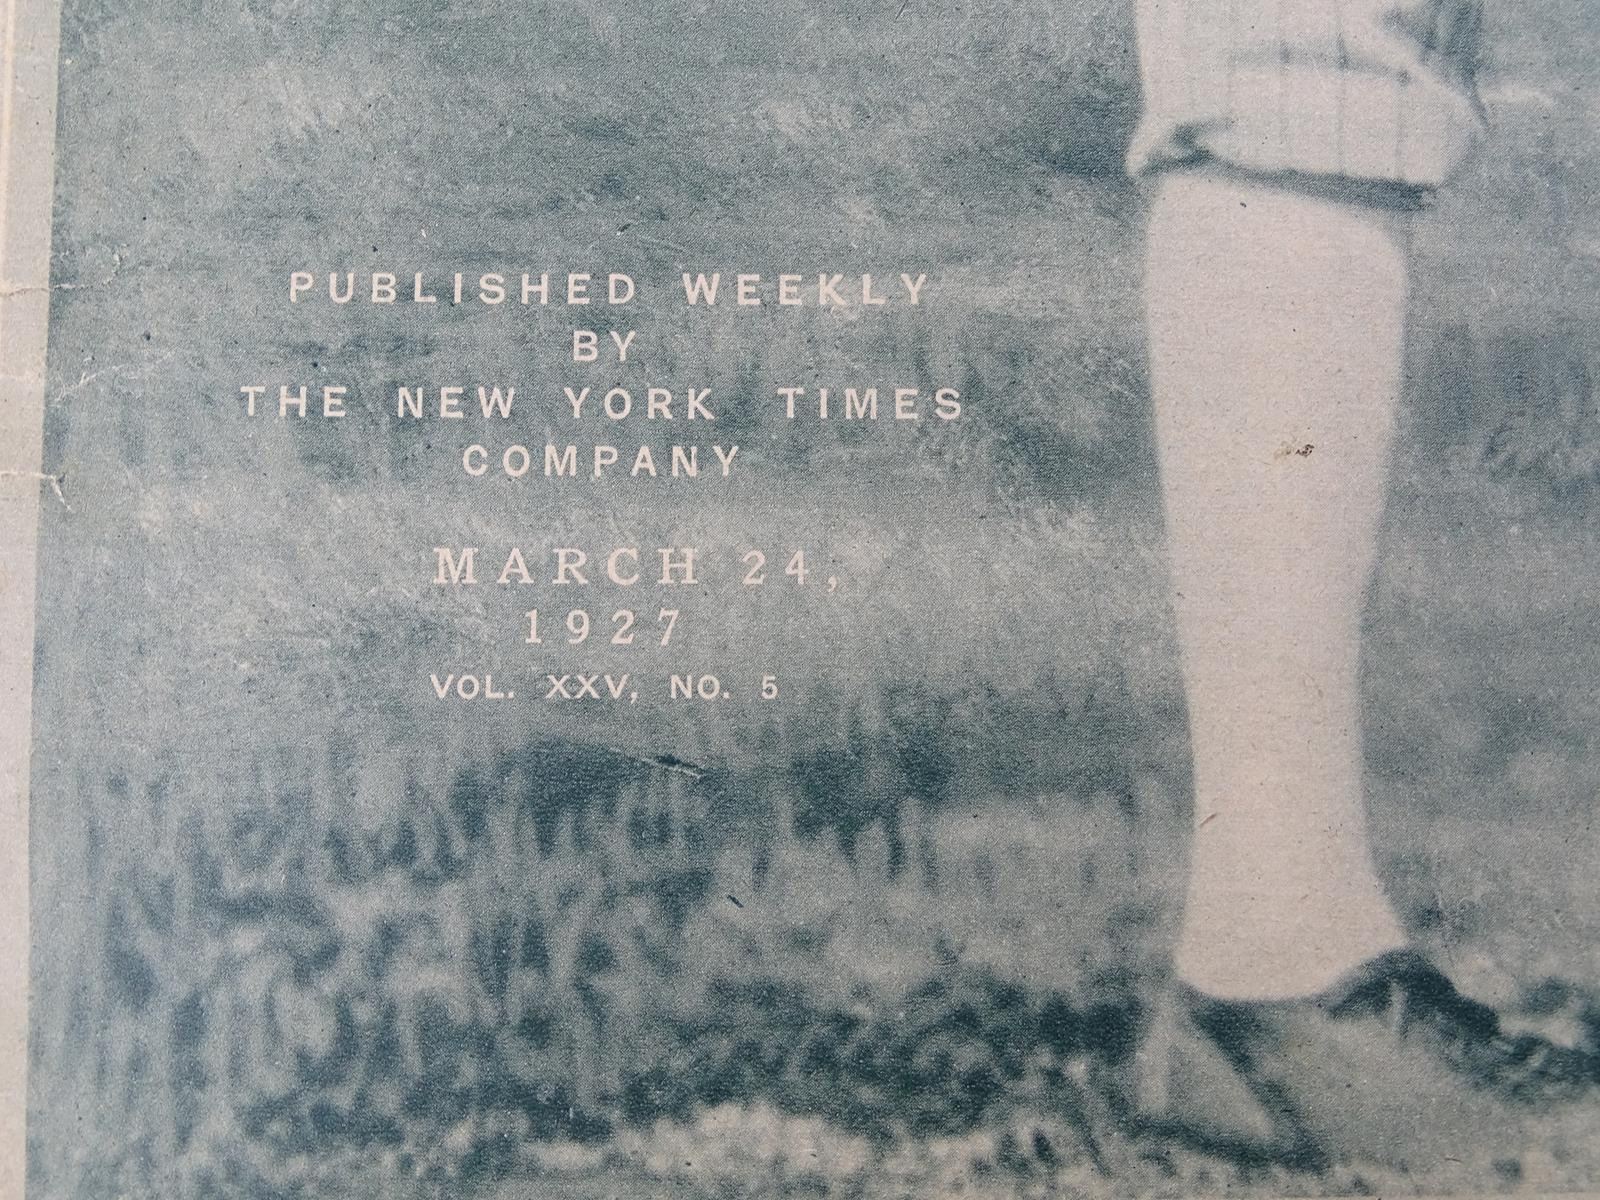 PUBLISHED WEEKLY
BY
THE NEW YORK TIMES
COMPANY
MARCH 24,
1927
VOL. XXV, NO. 5